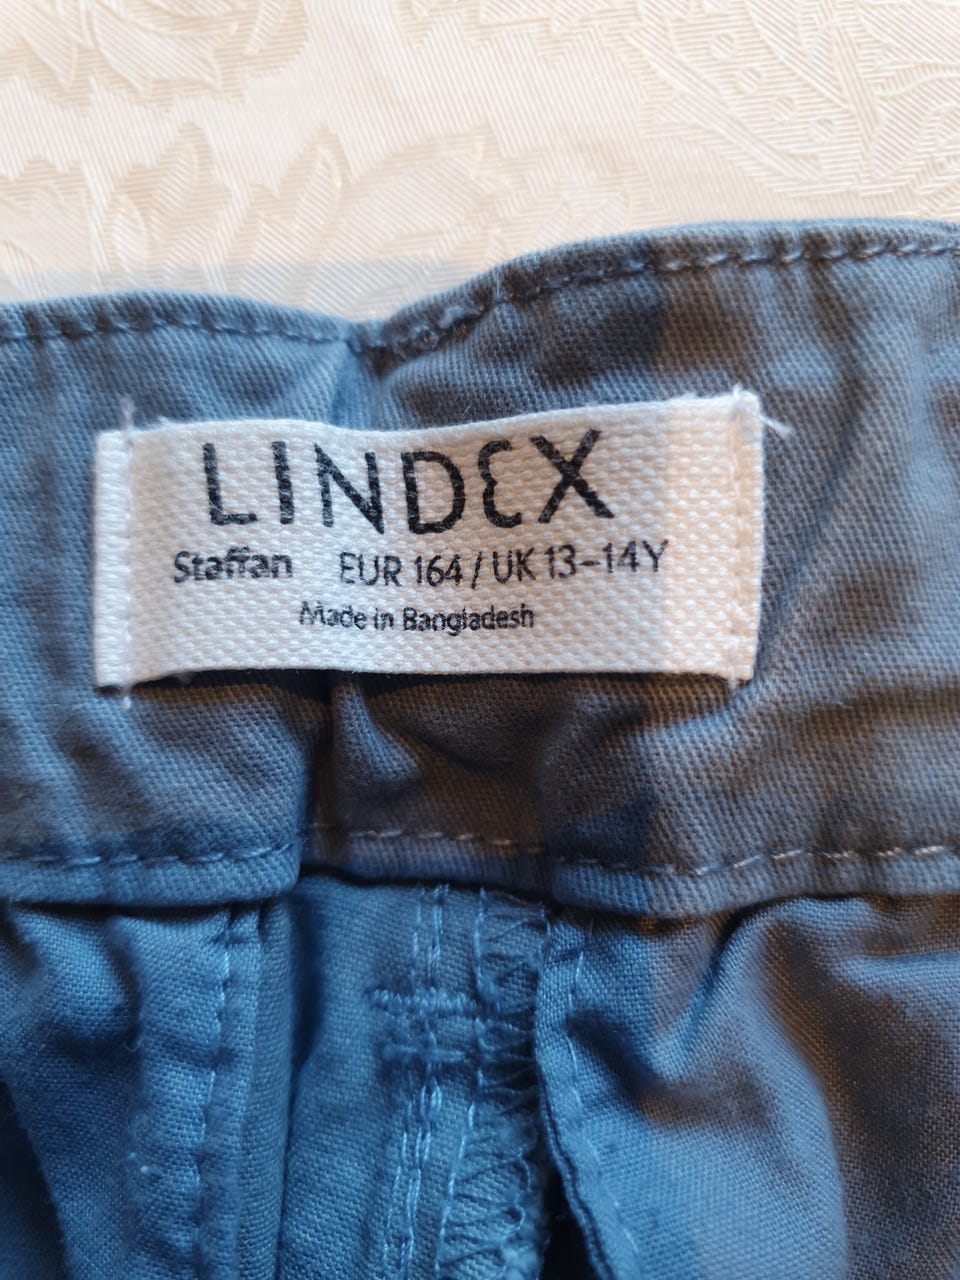 LINDEX
Staffan EUR 164 / UK 13–14Y
Made in Bangladesh